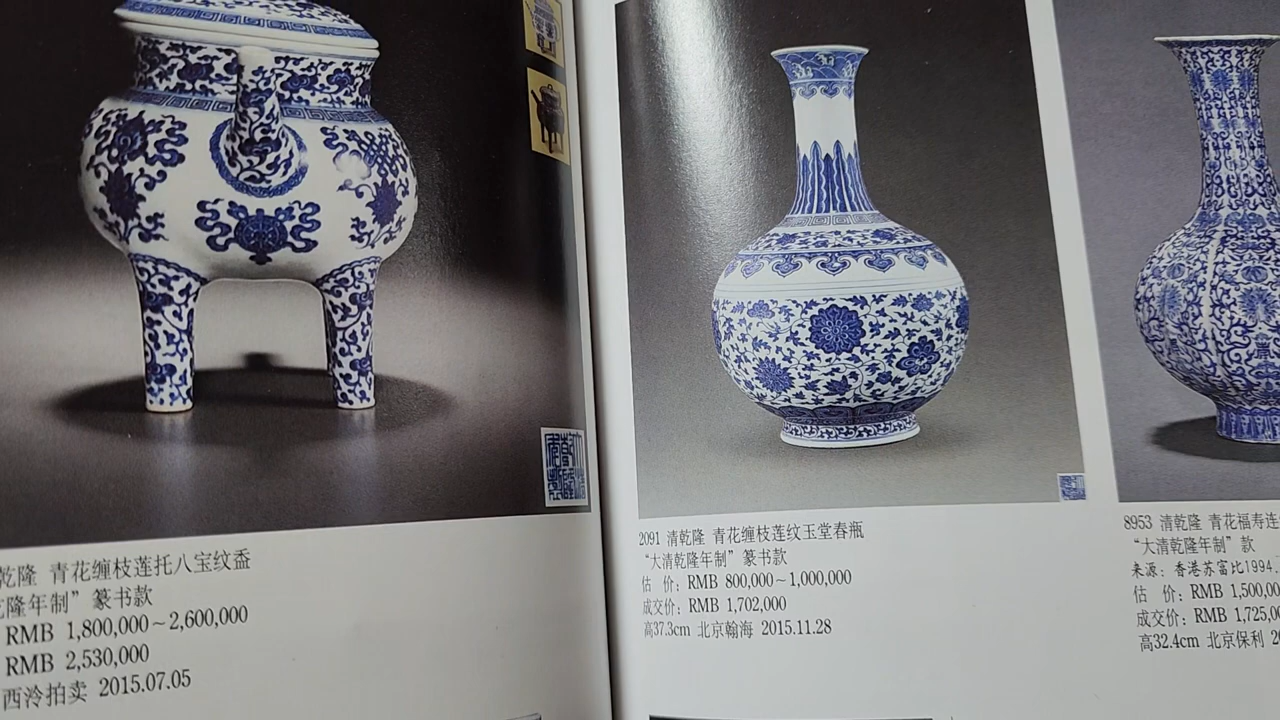 乾隆 青花缠枝莲托八宝纹盉
隆年制”篆书款
RMB 1,800,000~2,600,000
RMB 2,530,000
西泠拍卖 2015.07.05
2091 清乾隆 青花缠枝莲纹玉堂春瓶
“大清乾隆年制”篆书款
估 价: RMB 800,000~1,000,000
成交价: RMB 1,702,000
高37.3cm 北京翰海 2015.11.28
8953 清乾隆 青花福寿连
“大清乾隆年制”款
来源: 香港苏富比1994.
估 价: RMB 1,500,00
成交价: RMB 1,725,00
高32.4cm 北京保利 20
大清乾隆年製